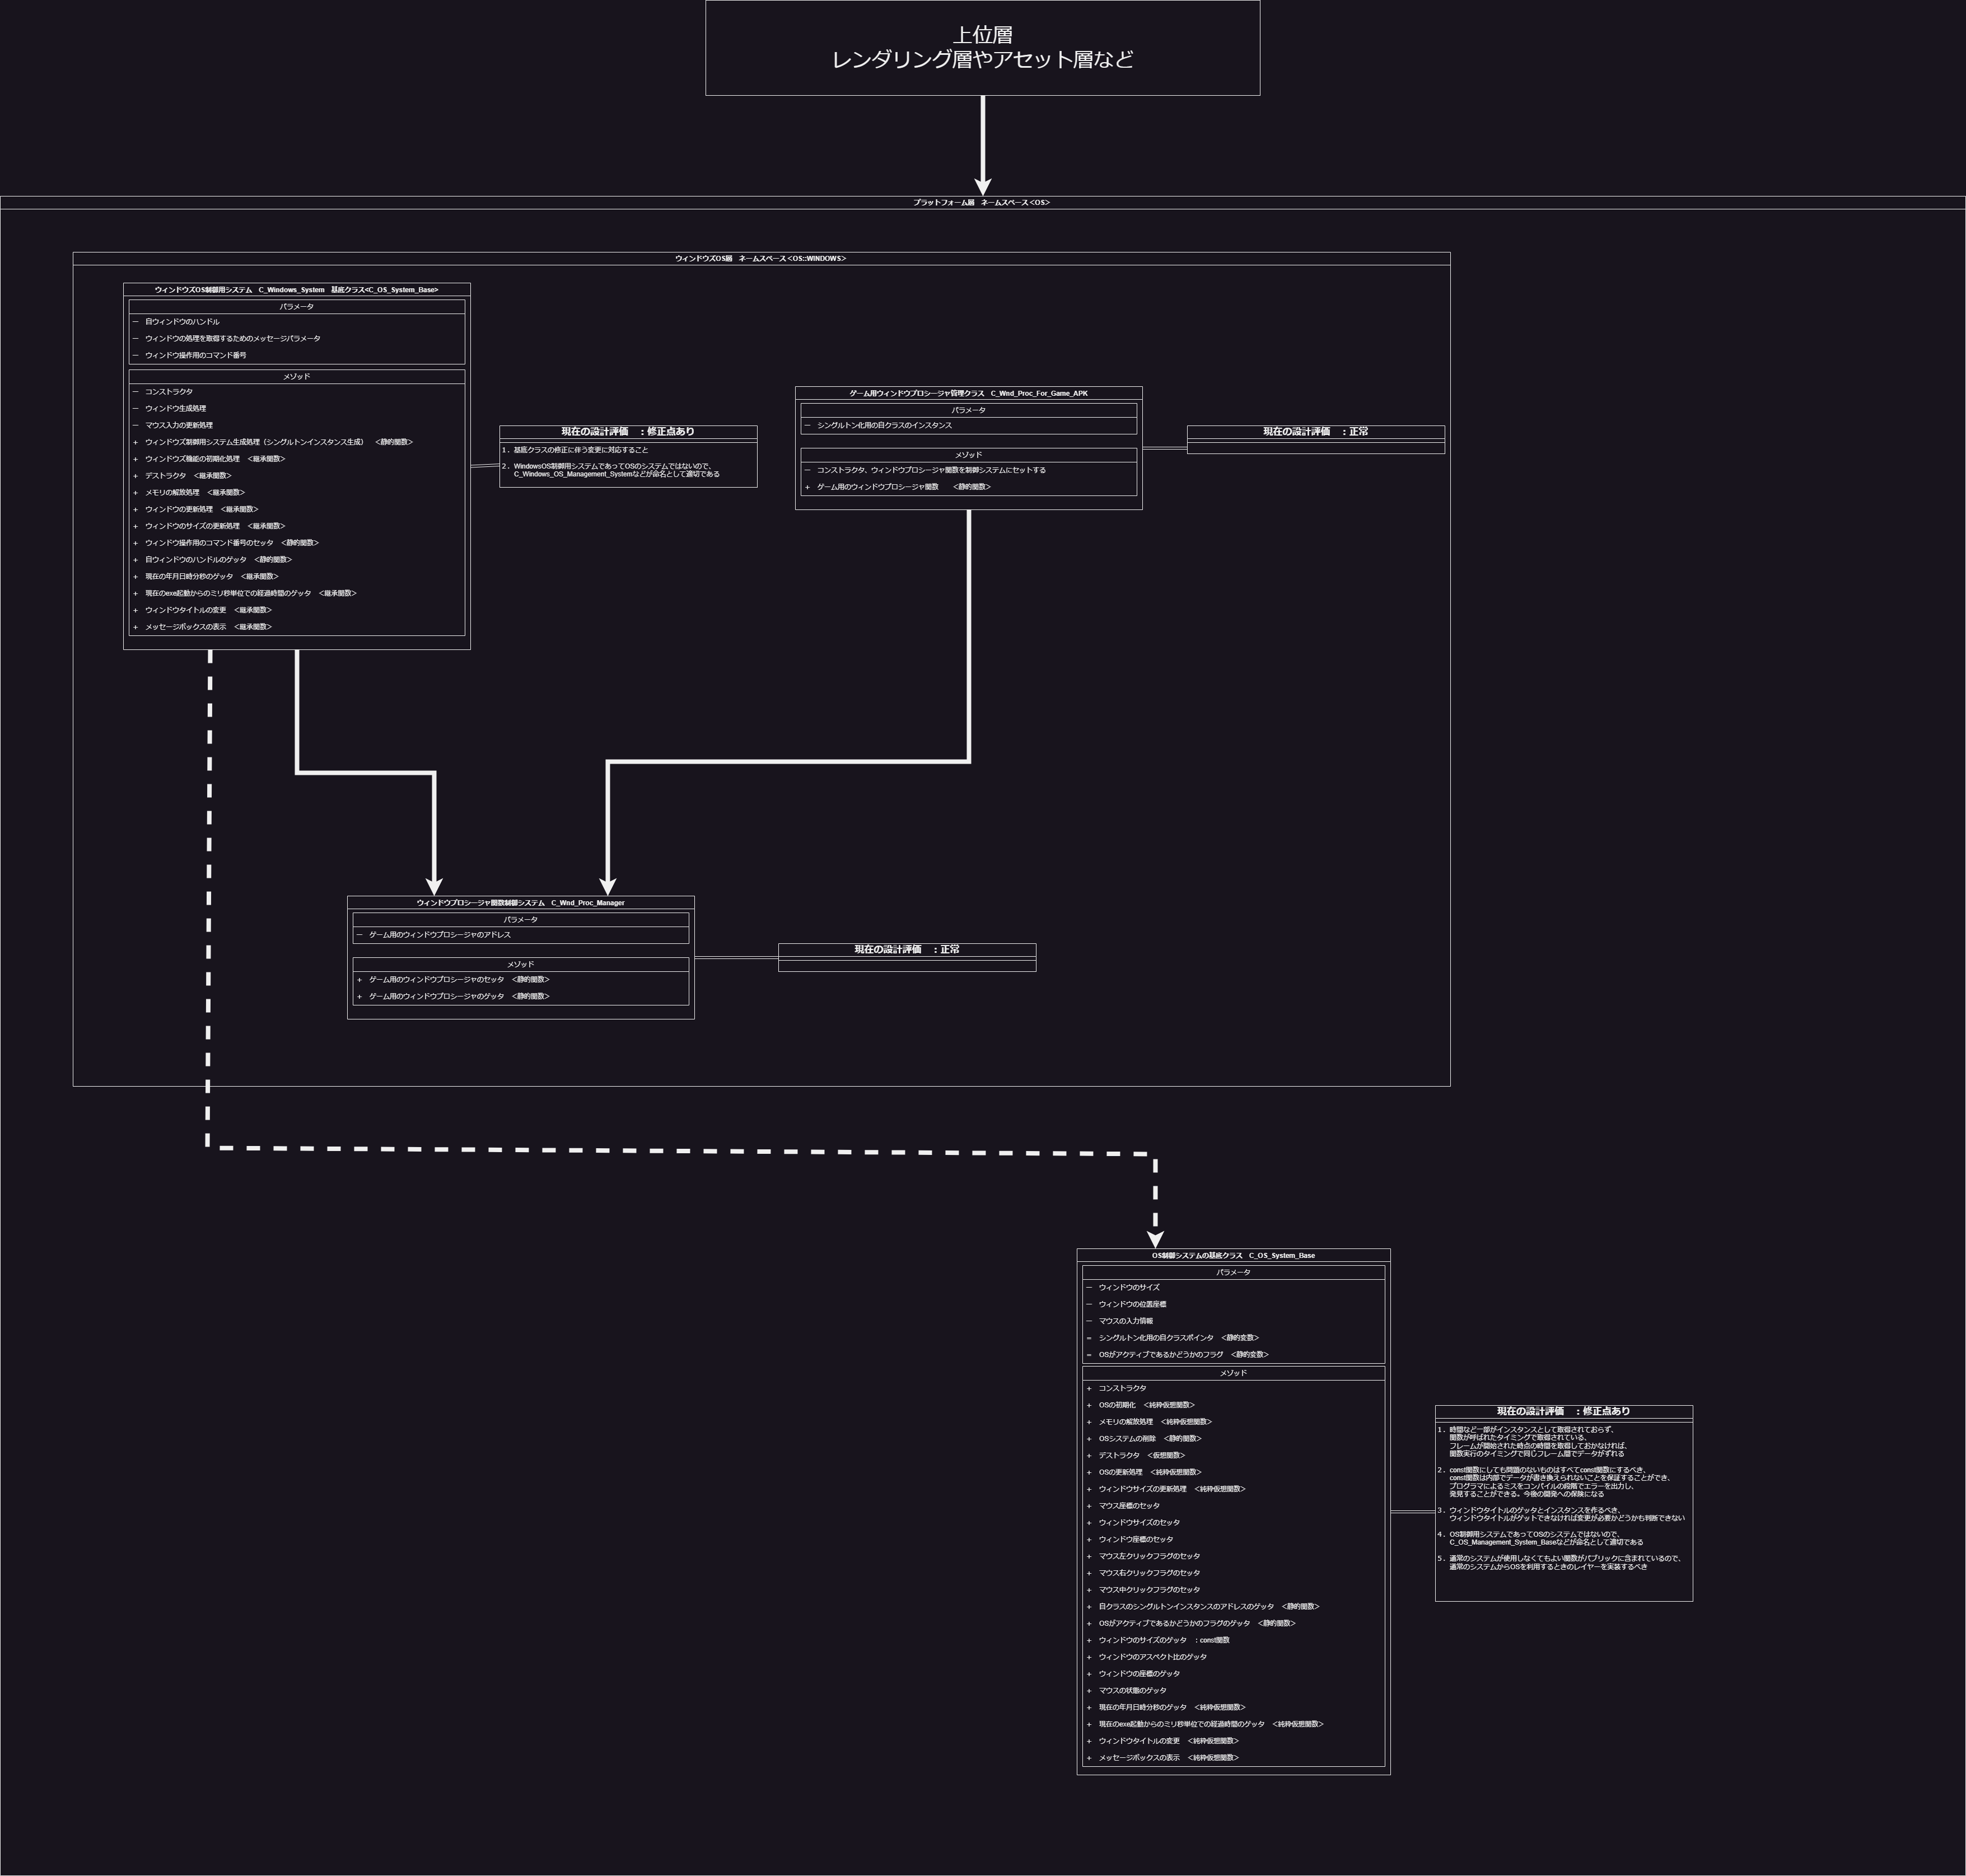 上位層
レンダリング層やアセット層など
プラットフォーム層　ネームスペース＜OS＞
ウィンドウズOS層　ネームスペース＜OS::WINDOWS＞
ウィンドウズOS制御用システム　C_Windows_System　基底クラス<C_OS_System_Base>
パラメータ
－　自ウィンドウのハンドル
－　ウィンドウの処理を取得するためのメッセージパラメータ
－　ウィンドウ操作用のコマンド番号
メゾッド
－　コンストラクタ
－　ウィンドウ生成処理
－　マウス入力の更新処理
+　ウィンドウズ制御用システム生成処理（シングルトンインスタンス生成）　＜静的関数＞
+　ウィンドウズ機能の初期化処理　＜継承関数＞
+　デストラクタ　＜継承関数＞
+　メモリの解放処理　＜継承関数＞
+　ウィンドウの更新処理　＜継承関数＞
+　ウィンドウのサイズの更新処理　＜継承関数＞
+　ウィンドウ操作用のコマンド番号のセッタ　＜静的関数＞
+　自ウィンドウのハンドルのゲッタ　＜静的関数＞
+　現在の年月日時分秒のゲッタ　＜継承関数＞
+　現在のexe起動からのミリ秒単位での経過時間のゲッタ　＜継承関数＞
+　ウィンドウタイトルの変更　＜継承関数＞
+　メッセージボックスの表示　＜継承関数＞
現在の設計評価　：修正点あり
1. 基底クラスの修正に伴う変更に対応すること
2. WindowsOS制御用システムであってOSのシステムではないので、
C_Windows_OS_Management_Systemなどが命名として適切である
ゲーム用ウィンドウプロシージャ管理クラス　C_Wnd_Proc_For_Game_APK
パラメータ
－　シングルトン化用の自クラスのインスタンス
メゾッド
－　コンストラクタ、ウィンドウプロシージャ関数を制御システムにセットする
+　ゲーム用のウィンドウプロシージャ関数　　＜静的関数＞
現在の設計評価　：正常
ウィンドウプロシージャ関数制御システム　C_Wnd_Proc_Manager
パラメータ
－　ゲーム用のウィンドウプロシージャのアドレス
メゾッド
+　ゲーム用のウィンドウプロシージャのセッタ　＜静的関数＞
+　ゲーム用のウィンドウプロシージャのゲッタ　＜静的関数＞
現在の設計評価　：正常
OS制御システムの基底クラス　C_OS_System_Base
パラメータ
－　ウィンドウのサイズ
－　ウィンドウの位置座標
－　マウスの入力情報
=　シングルトン化用の自クラスポインタ　＜静的変数＞
=　OSがアクティブであるかどうかのフラグ　＜静的変数＞
メゾッド
+　コンストラクタ
+　OSの初期化　＜純粋仮想関数＞
+　メモリの解放処理　＜純粋仮想関数＞
+　OSシステムの削除　＜静的関数＞
+　デストラクタ　＜仮想関数＞
+　OSの更新処理　＜純粋仮想関数＞
+　ウィンドウサイズの更新処理　＜純粋仮想関数＞
+　マウス座標のセッタ
+　ウィンドウサイズのセッタ
+　ウィンドウ座標のセッタ
+　マウス左クリックフラグのセッタ
+　マウス右クリックフラグのセッタ
+　マウス中クリックフラグのセッタ
+　自クラスのシングルトンインスタンスのアドレスのゲッタ　＜静的関数＞
+　OSがアクティブであるかどうかのフラグのゲッタ　＜静的関数＞
+　ウィンドウのサイズのゲッタ　：const関数
+　ウィンドウのアスペクト比のゲッタ
+　ウィンドウの座標のゲッタ
+　マウスの状態のゲッタ
+　現在の年月日時分秒のゲッタ　＜純粋仮想関数＞
+　現在のexe起動からのミリ秒単位での経過時間のゲッタ　＜純粋仮想関数＞
+　ウィンドウタイトルの変更　＜純粋仮想関数＞
+　メッセージボックスの表示　＜純粋仮想関数＞
現在の設計評価　：修正点あり
1. 時間など一部がインスタンスとして取得されておらず、
関数が呼ばれたタイミングで取得されている、
フレームが開始された時点の時間を取得しておかなければ、
関数実行のタイミングで同じフレーム間でデータがずれる
2. const関数にしても問題のないものはすべてconst関数にするべき、
const関数は内部でデータが書き換えられないことを保証することができ、
プログラマによるミスをコンパイルの段階でエラーを出力し、
発見することができる。今後の開発への保険になる
3. ウィンドウタイトルのゲッタとインスタンスを作るべき、
ウィンドウタイトルがゲットできなければ変更が必要かどうかも判断できない
4. OS制御用システムであってOSのシステムではないので、
C_OS_Management_System_Baseなどが命名として適切である
5. 通常のシステムが使用しなくてもよい関数がパブリックに含まれているので、
通常のシステムからOSを利用するときのレイヤーを実装するべき